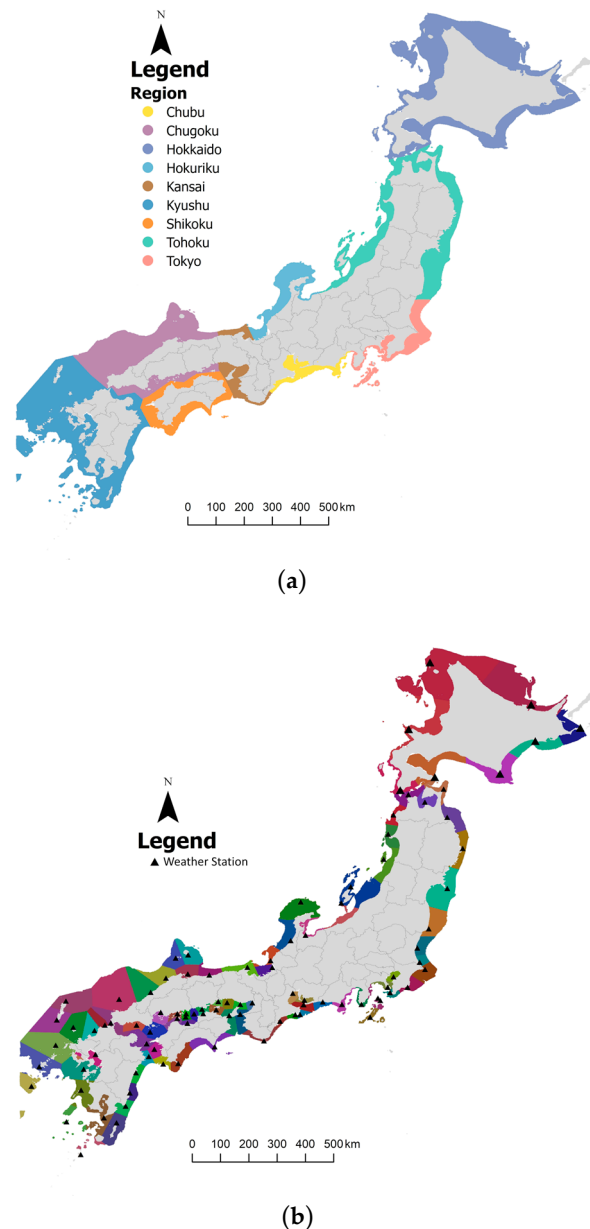 N
Legend
Region
Chubu
Chugoku
Hokkaido
Hokuriku
Kansai
Kyushu
Shikoku
Tohoku
Tokyo
0 100 200 300 400 500 km
(a)
N
Legend
Weather Station
0 100 200 300 400 500 km
(b)